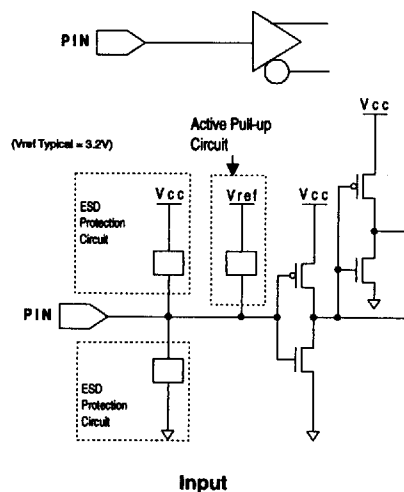 PIN
Active Pull-up
Circuit
(Vref Typical = 3.2V)
Vcc
ESD
Protection
Circuit
Vcc
Vref
Vcc
PIN
ESD
Protection
Circuit
Input